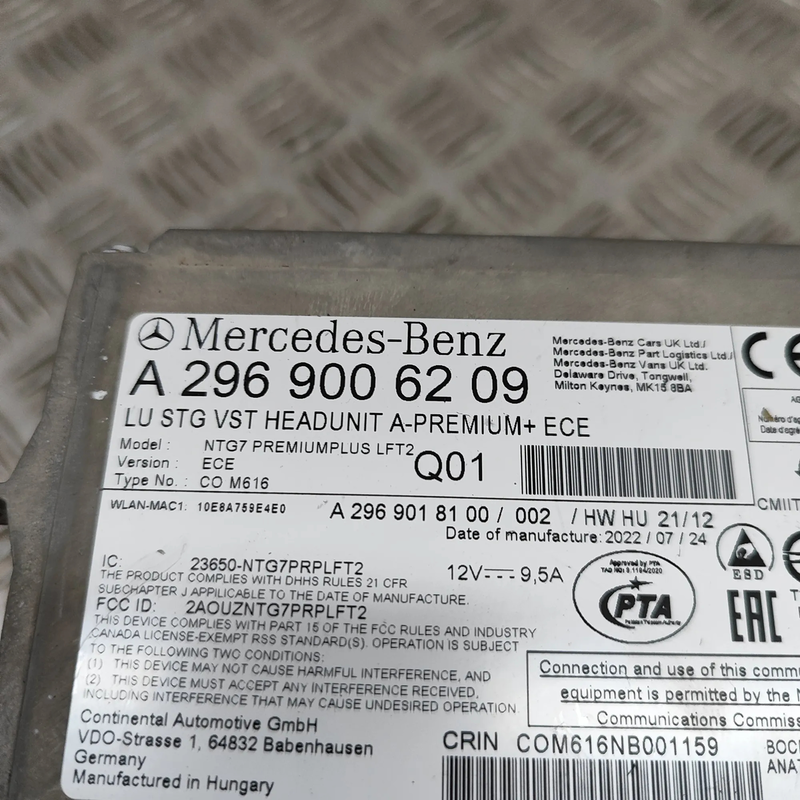 Mercedes-Benz
A 296 900 62 09
LU STG VST HEADUNIT A-PREMIUM+ ECE
Model : NTG7 PREMIUMPLUS LFT2
Version : ECE
Type No. : CO M616
Q01
Mercedes-Benz Cars UK Ltd./
Mercedes-Benz Part Logistics Ltd./
Mercedes-Benz Vans UK Ltd.
Delaware Drive, Tongwell,
Milton Keynes, MK15 8BA
CE
CMIIT
WLAN-MAC1: 10E8A759E4E0
A 296 901 81 00 / 002 / HW HU 21/12
Date of manufacture: 2022 / 07 / 24
IC: 23650-NTG7PRPLFT2
THE PRODUCT COMPLIES WITH DHHS RULES 21 CFR
SUBCHAPTER J APPLICABLE TO THE DATE OF MANUFACTURE.
12V 9,5A
FCC ID: 2AOUZNTG7PRPLFT2
THIS DEVICE COMPLIES WITH PART 15 OF THE FCC RULES AND INDUSTRY
CANADA LICENSE-EXEMPT RSS STANDARD(S). OPERATION IS SUBJECT
TO THE FOLLOWING TWO CONDITIONS:
(1) THIS DEVICE MAY NOT CAUSE HARMFUL INTERFERENCE, AND
(2) THIS DEVICE MUST ACCEPT ANY INTERFERENCE RECEIVED,
INCLUDING INTERFERENCE THAT MAY CAUSE UNDESIRED OPERATION.
Approved by PTA
PTA
ESD
EAC
Connection and use of this commu
equipment is permitted by the N
Communications Commiss
Continental Automotive GmbH
VDO-Strasse 1, 64832 Babenhausen
Germany
Manufactured in Hungary
CRIN COM616NB001159